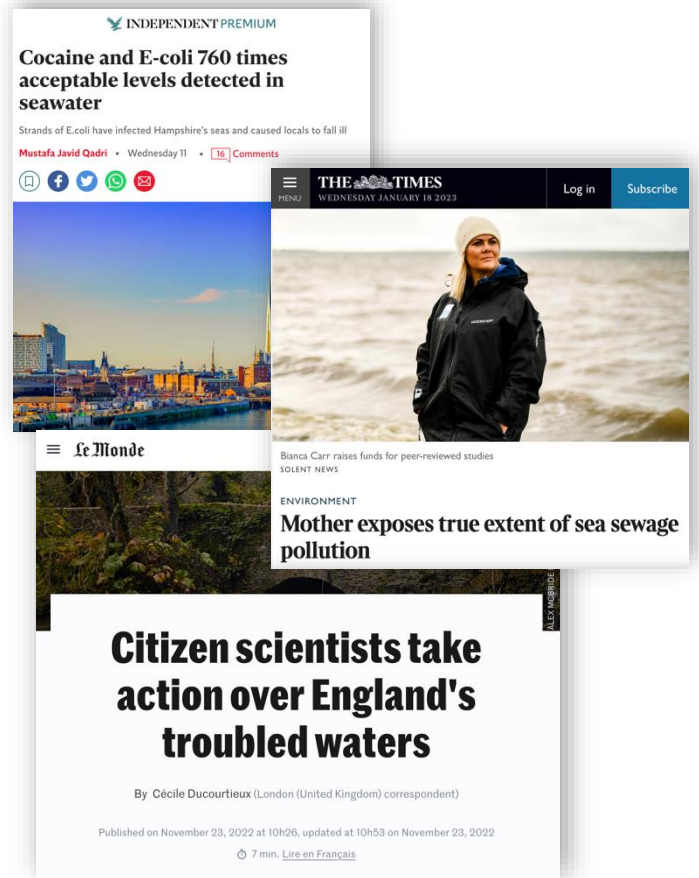 INDEPENDENT PREMIUM
Cocaine and E-coli 760 times
acceptable levels detected in
seawater
Strands of E.coli have infected Hampshire's seas and caused locals to fall ill
Mustafa Javid Qadri • Wednesday 11 • 16 Comments
MENU
THE TIMES
WEDNESDAY JANUARY 18 2023
Log in
Subscribe
Bianca Carr raises funds for peer-reviewed studies
SOLENT NEWS
ENVIRONMENT
Mother exposes true extent of sea sewage
pollution
Le Monde
ALEX MCBRIDE
Citizen scientists take
action over England's
troubled waters
By Cécile Ducourtieux (London (United Kingdom) correspondent)
Published on November 23, 2022 at 10h26, updated at 10h53 on November 23, 2022
7 min. Lire en Français